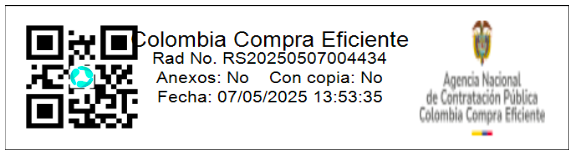 Colombia Compra Eficiente
Rad No. RS20250507004434
Anexos: No Con copia: No
Fecha: 07/05/2025 13:53:35
Agencia Nacional
de Contratación Pública
Colombia Compra Eficiente